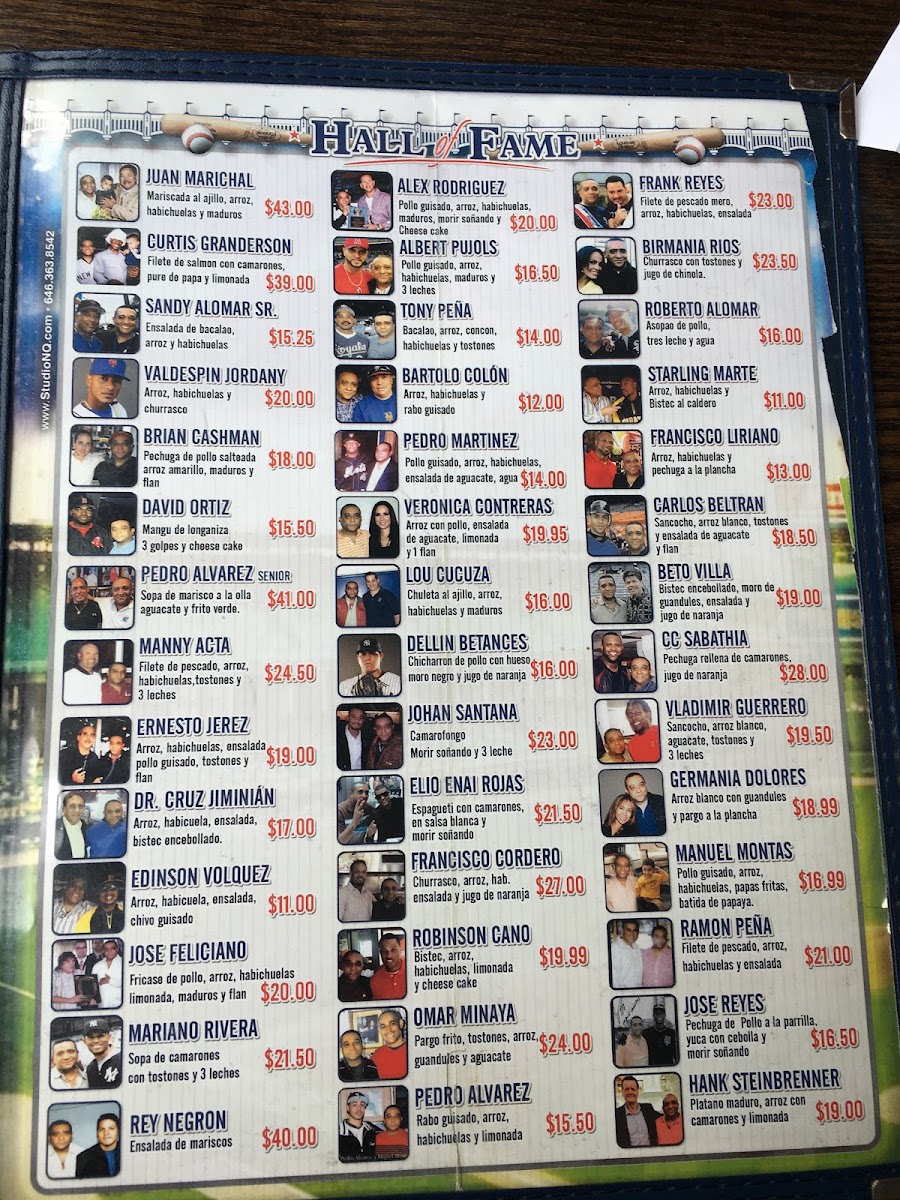 HALL of FAME
www.StudioNQ.com • 646.363.8542
JUAN MARICHAL
Mariscada al ajillo, arroz,
habichuelas y maduros
$43.00
CURTIS GRANDERSON
Filete de salmon con camarones,
pure de papa y limonada
$39.00
SANDY ALOMAR SR.
Ensalada de bacalao,
arroz y habichuelas
$15.25
VALDESPIN JORDANY
Arroz, habichuelas y
churrasco
$20.00
BRIAN CASHMAN
Pechuga de pollo salteada
arroz amarillo, maduros y
flan
$18.00
DAVID ORTIZ
Mangu de longaniza
3 golpes y cheese cake
$15.50
PEDRO ALVAREZ SENIOR
Sopa de marisco a la olla
aguacate y frito verde.
$41.00
MANNY ACTA
Filete de pescado, arroz,
habichuelas,tostones y
3 leches
$24.50
ERNESTO JEREZ
Arroz, habichuelas, ensalada
pollo guisado, tostones y
flan
$19.00
DR. CRUZ JIMINIÁN
Arroz, habicuela, ensalada,
bistec encebollado.
$17.00
EDINSON VOLQUEZ
Arroz, habicuela, ensalada,
chivo guisado
$11.00
JOSE FELICIANO
Fricase de pollo, arroz, habichuelas
limonada, maduros y flan
$20.00
MARIANO RIVERA
Sopa de camarones
con tostones y 3 leches
$21.50
REY NEGRON
Ensalada de mariscos
$40.00
ALEX RODRIGUEZ
Pollo guisado, arroz, habichuelas,
maduros, morir soñando y
Cheese cake
$20.00
ALBERT PUJOLS
Pollo guisado, arroz,
habichuelas, maduros y
3 leches
$16.50
TONY PEÑA
Bacalao, arroz, concon,
habichuelas y tostones
$14.00
BARTOLO COLÓN
Arroz, habichuelas y
rabo guisado
$12.00
PEDRO MARTINEZ
Pollo guisado, arroz, habichuelas,
ensalada de aguacate, agua
$14.00
VERONICA CONTRERAS
Arroz con pollo, ensalada
de aguacate, limonada
y 1 flan
$19.95
LOU CUCUZA
Chuleta al ajillo, arroz,
habichuelas y maduros
$16.00
DELLIN BETANCES
Chicharron de pollo con hueso
moro negro y jugo de naranja
$16.00
JOHAN SANTANA
Camarofongo
Morir soñando y 3 leche
$23.00
ELIO ENAI ROJAS
Espagueti con camarones,
en salsa blanca y
morir soñando
$21.50
FRANCISCO CORDERO
Churrasco, arroz, hab.
ensalada y jugo de naranja
$27.00
ROBINSON CANO
Bistec, arroz,
habichuelas, limonada
y cheese cake
$19.99
OMAR MINAYA
Pargo frito, tostones, arroz,
guandules y aguacate
$24.00
PEDRO ALVAREZ
Rabo guisado, arroz,
habichuelas y limonada
$15.50
FRANK REYES
Filete de pescado mero,
arroz, habichuelas, ensalada
$23.00
BIRMANIA RIOS
Churrasco con tostones y
jugo de chinola.
$23.50
ROBERTO ALOMAR
Asopao de pollo,
tres leche y agua
$16.00
STARLING MARTE
Arroz, habichuelas y
Bistec al caldero
$11.00
FRANCISCO LIRIANO
Arroz, habichuelas y
pechuga a la plancha
$13.00
CARLOS BELTRAN
Sancocho, arroz blanco, tostones
y ensalada de aguacate
y flan
$18.50
BETO VILLA
Bistec encebollado, moro de
guandules, ensalada y
jugo de naranja
$19.00
CC SABATHIA
Pechuga rellena de camarones,
jugo de naranja
$28.00
VLADIMIR GUERRERO
Sancocho, arroz blanco,
aguacate, tostones y
3 leches
$19.50
GERMANIA DOLORES
Arroz blanco con guandules
y pargo a la plancha
$18.99
MANUEL MONTAS
Pollo guisado, arroz,
habichuelas, papas fritas,
batida de papaya.
$16.99
RAMON PEÑA
Filete de pescado, arroz,
habichuelas y ensalada
$21.00
JOSE REYES
Pechuga de Pollo a la parrilla,
yuca con cebolla y
morir soñando
$16.50
HANK STEINBRENNER
Platano maduro, arroz con
camarones y limonada
$19.00